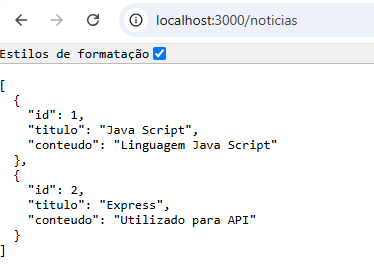 localhost:3000/noticias
Estilos de formatação
[
  {
    "id": 1,
    "titulo": "Java Script",
    "conteudo": "Linguagem Java Script"
  },
  {
    "id": 2,
    "titulo": "Express",
    "conteudo": "Utilizado para API"
  }
]